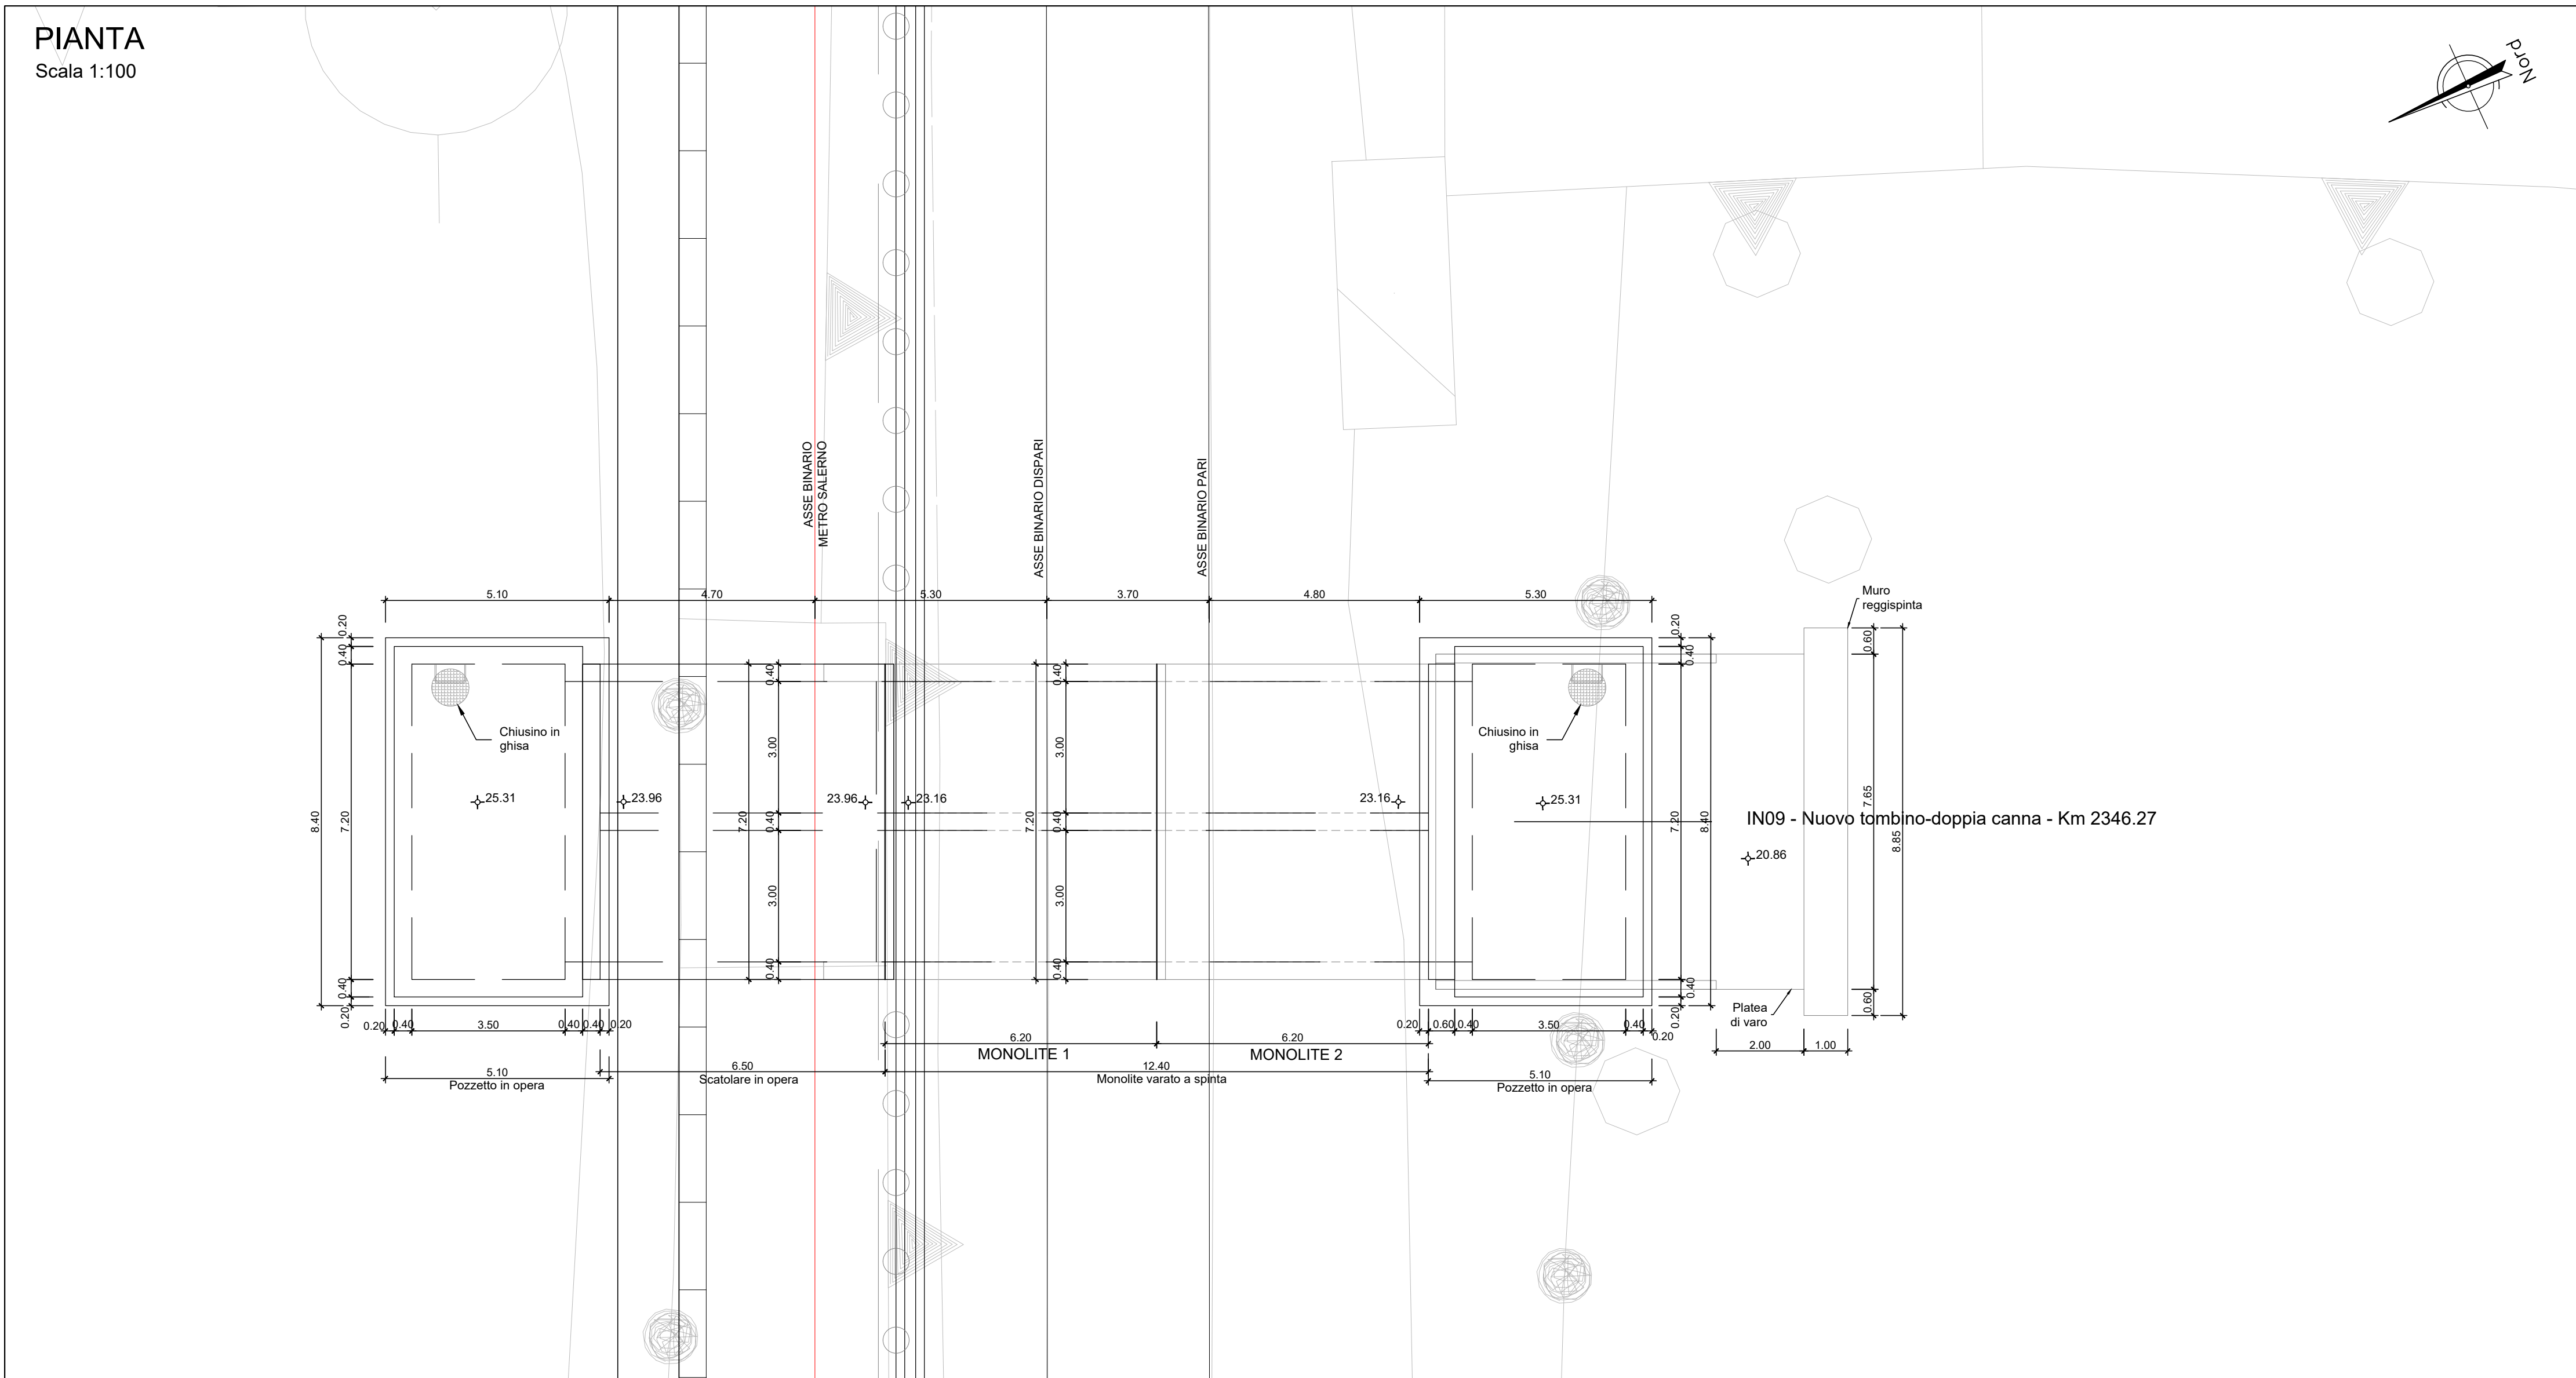 PIANTA
Scala 1:100
Nord
ASSE BINARIO
METRO SALERNO
ASSE BINARIO DISPARI
ASSE BINARIO PARI
5.10
4.70
5.30
3.70
4.80
5.30
Muro
reggispinta
0.20
0.40
8.40
7.20
0.40
0.20
Chiusino in
ghisa
25.31
23.96
0.40
3.00
7.20
0.40
3.00
0.40
23.96
23.16
0.40
3.00
7.20
0.40
3.00
0.40
23.16
Chiusino in
ghisa
25.31
0.20
0.40
7.20
8.40
0.40
0.20
0.60
7.65
8.85
0.60
IN09 - Nuovo tombino-doppia canna - Km 2346.27
20.86
Platea
di varo
0.20
0.40
3.50
0.40
0.40
0.20
0.20
0.60
0.40
3.50
0.40
0.20
2.00
1.00
6.20
MONOLITE 1
6.20
MONOLITE 2
5.10
Pozzetto in opera
6.50
Scatolare in opera
12.40
Monolite varato a spinta
5.10
Pozzetto in opera